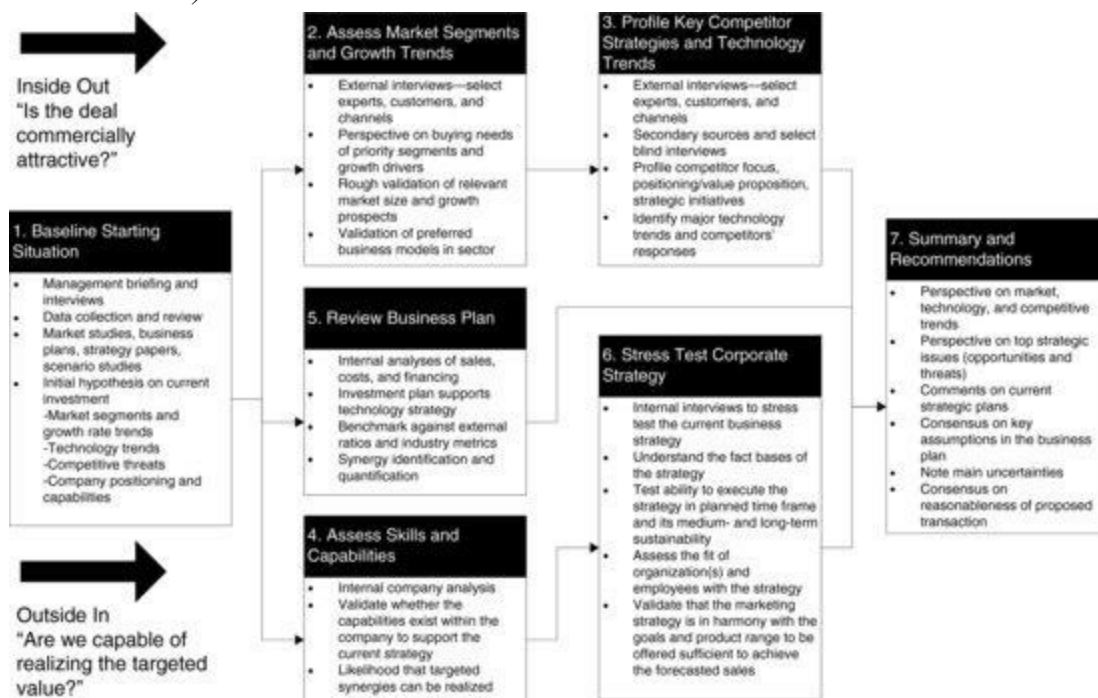 Inside Out
"Is the deal
commercially
attractive?"
1. Baseline Starting
Situation
• Management briefing and
interviews
• Data collection and review
• Market studies, business
plans, strategy papers,
scenario studies
• Initial hypothesis on current
investment
-Market segments and
growth rate trends
-Technology trends
-Competitive threats
-Company positioning and
capabilities
Outside In
"Are we capable of
realizing the targeted
value?"
2. Assess Market Segments
and Growth Trends
• External interviews—select
experts, customers, and
channels
• Perspective on buying needs
of priority segments and
growth drivers
• Rough validation of relevant
market size and growth
prospects
• Validation of preferred
business models in sector
5. Review Business Plan
• Internal analyses of sales,
costs, and financing
• Investment plan supports
technology strategy
• Benchmark against external
ratios and industry metrics
• Synergy identification and
quantification
4. Assess Skills and
Capabilities
• Internal company analysis
• Validate whether the
capabilities exist within the
company to support the
current strategy
• Likelihood that targeted
synergies can be realized
3. Profile Key Competitor
Strategies and Technology
Trends
• External interviews—select
experts, customers, and
channels
• Secondary sources and select
blind interviews
• Profile competitor focus,
positioning/value proposition,
strategic initiatives
• Identify major technology
trends and competitors'
responses
6. Stress Test Corporate
Strategy
• Internal interviews to stress
test the current business
strategy
• Understand the fact bases of
the strategy
• Test ability to execute the
strategy in planned time frame
and its medium- and long-term
sustainability
• Assess the fit of
organization(s) and
employees with the strategy
• Validate that the marketing
strategy is in harmony with the
goals and product range to be
offered sufficient to achieve
the forecasted sales
7. Summary and
Recommendations
• Perspective on market,
technology, and competitive
trends
• Perspective on top strategic
issues (opportunities and
threats)
• Comments on current
strategic plans
• Consensus on key
assumptions in the business
plan
• Note main uncertainties
• Consensus on
reasonableness of proposed
transaction